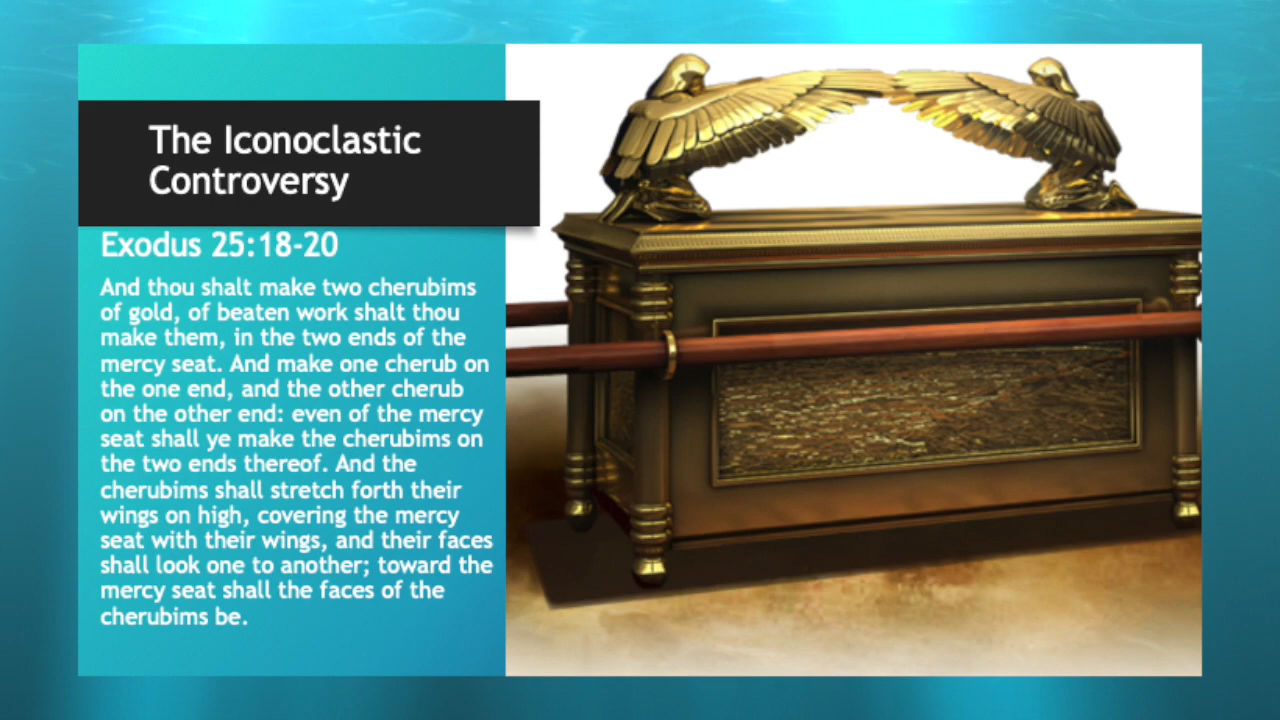 The Iconoclastic
Controversy
Exodus 25:18-20
And thou shalt make two cherubims
of gold, of beaten work shalt thou
make them, in the two ends of the
mercy seat. And make one cherub on
the one end, and the other cherub
on the other end: even of the mercy
seat shall ye make the cherubims on
the two ends thereof. And the
cherubims shall stretch forth their
wings on high, covering the mercy
seat with their wings, and their faces
shall look one to another; toward the
mercy seat shall the faces of the
cherubims be.